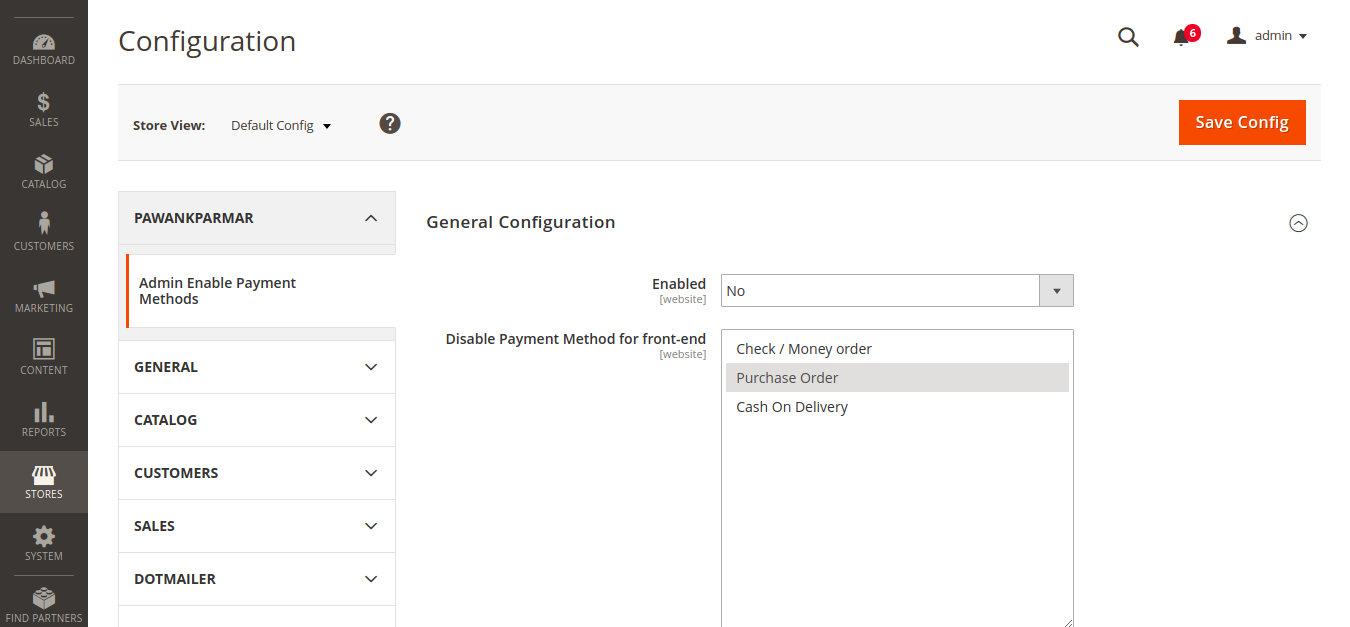 Configuration
6
admin
DASHBOARD
SALES
CATALOG
CUSTOMERS
MARKETING
CONTENT
REPORTS
STORES
SYSTEM
FIND PARTNERS
Store View:
Default Config
?
Save Config
PAWANKPARMAR
Admin Enable Payment
Methods
GENERAL
CATALOG
CUSTOMERS
SALES
DOTMAILER
General Configuration
Enabled
[website]
No
Disable Payment Method for front-end
[website]
Check / Money order
Purchase Order
Cash On Delivery